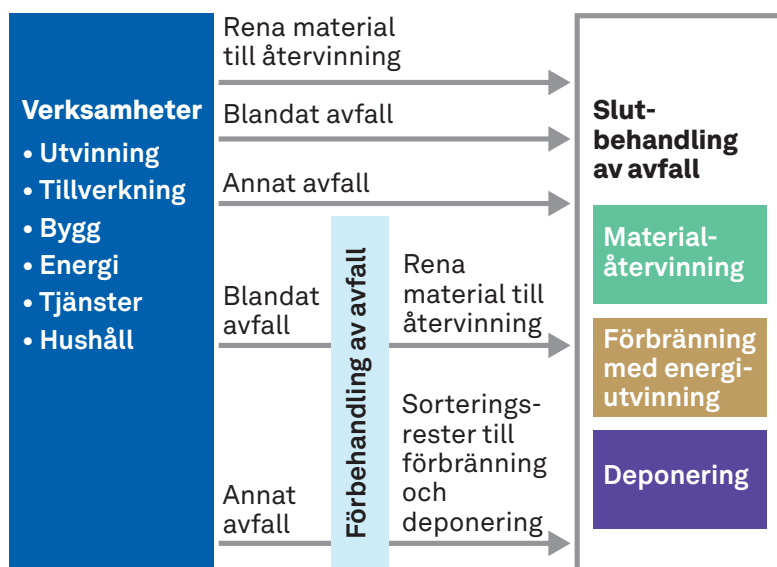 Verksamheter
• Utvinning
• Tillverkning
• Bygg
• Energi
• Tjänster
• Hushåll
Rena material
till återvinning
Blandat avfall
Annat avfall
Blandat
avfall
Annat
avfall
Förbehandling av avfall
Rena
material till
återvinning
Sorterings-
rester till
förbränning
och
deponering
Slut-
behandling
av avfall
Material-
återvinning
Förbränning
med energi-
utvinning
Deponering